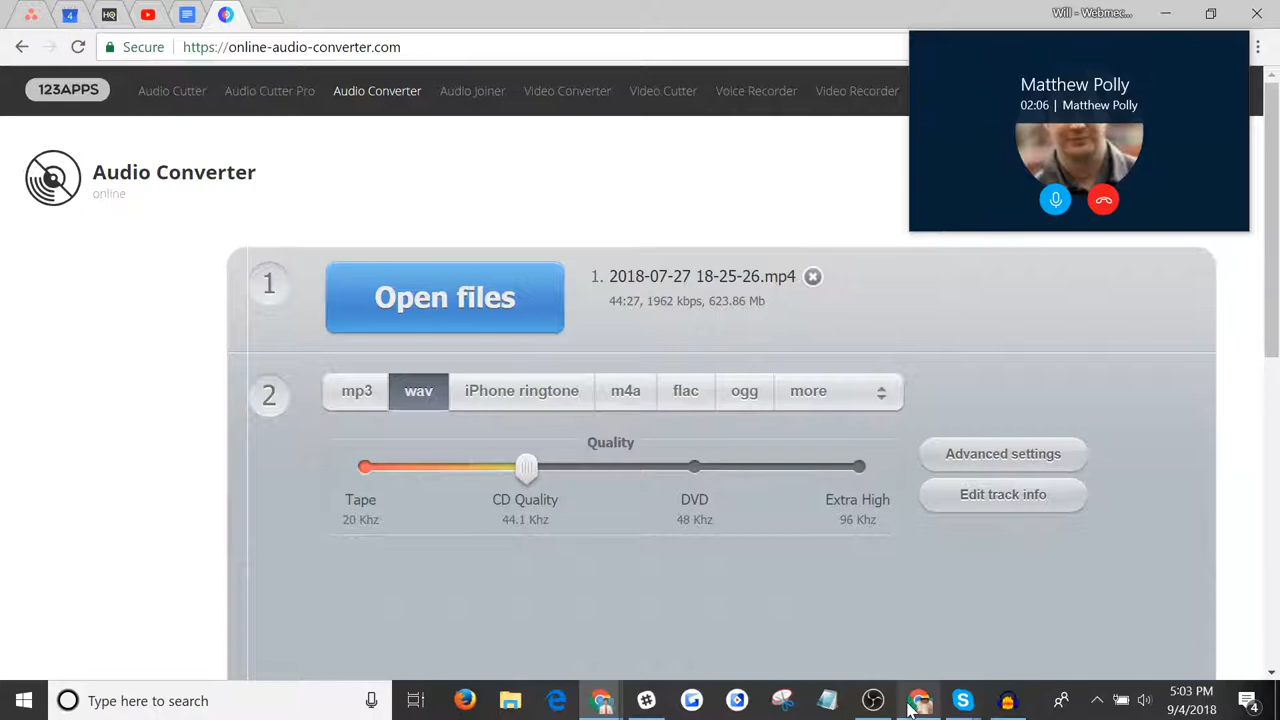 4
HQ
Will - Webmec...
Secure
https://online-audio-converter.com
123APPS
Audio Cutter
Audio Cutter Pro
Audio Converter
Audio Joiner
Video Converter
Video Cutter
Voice Recorder
Video Recorder
Matthew Polly
02:06 | Matthew Polly
Audio Converter
online
1
Open files
1. 2018-07-27 18-25-26.mp4
44:27, 1962 kbps, 623.86 Mb
2
mp3
wav
iPhone ringtone
m4a
flac
ogg
more
Quality
Tape
CD Quality
DVD
Extra High
20 Khz
44.1 Khz
48 Khz
96 Khz
Advanced settings
Edit track info
Type here to search
5:03 PM
9/4/2018
4